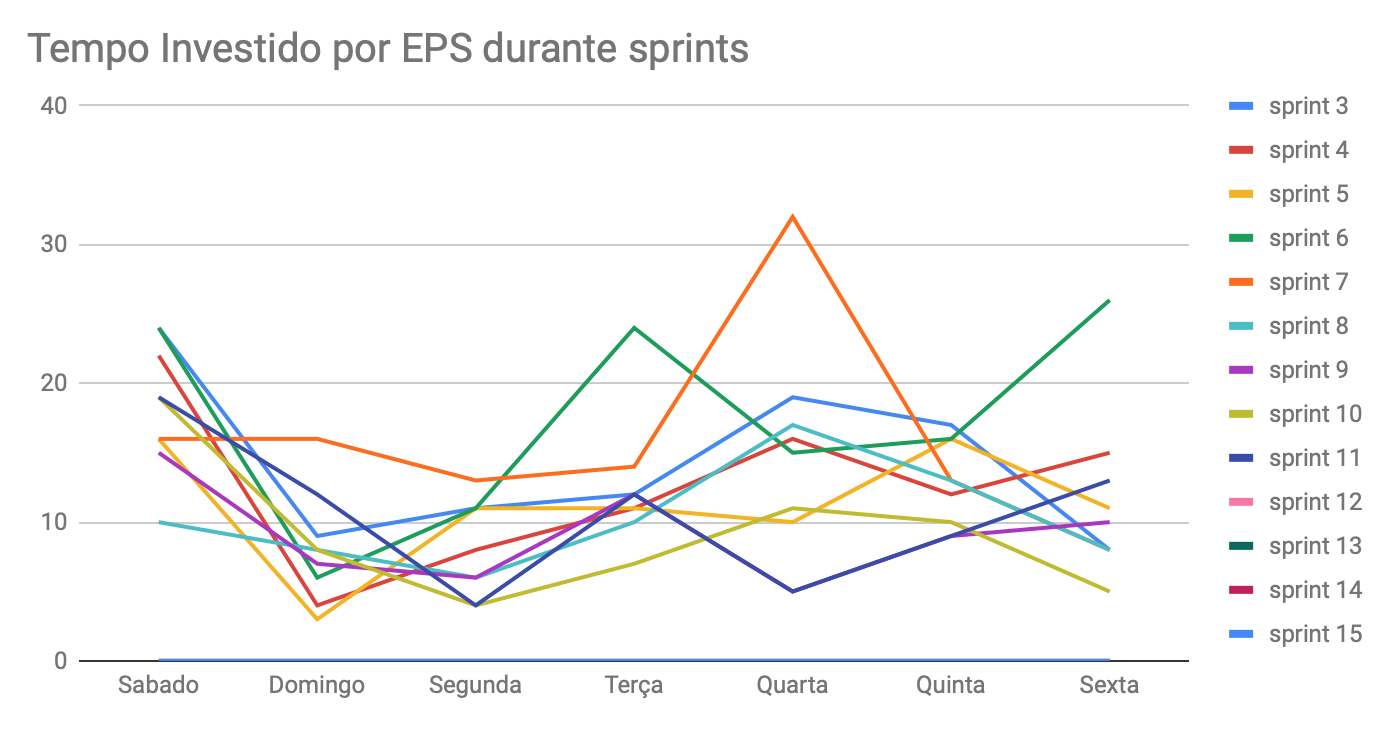 Tempo Investido por EPS durante sprints
40
30
20
10
0
Sabado Domingo Segunda Terça Quarta Quinta Sexta
sprint 3
sprint 4
sprint 5
sprint 6
sprint 7
sprint 8
sprint 9
sprint 10
sprint 11
sprint 12
sprint 13
sprint 14
sprint 15